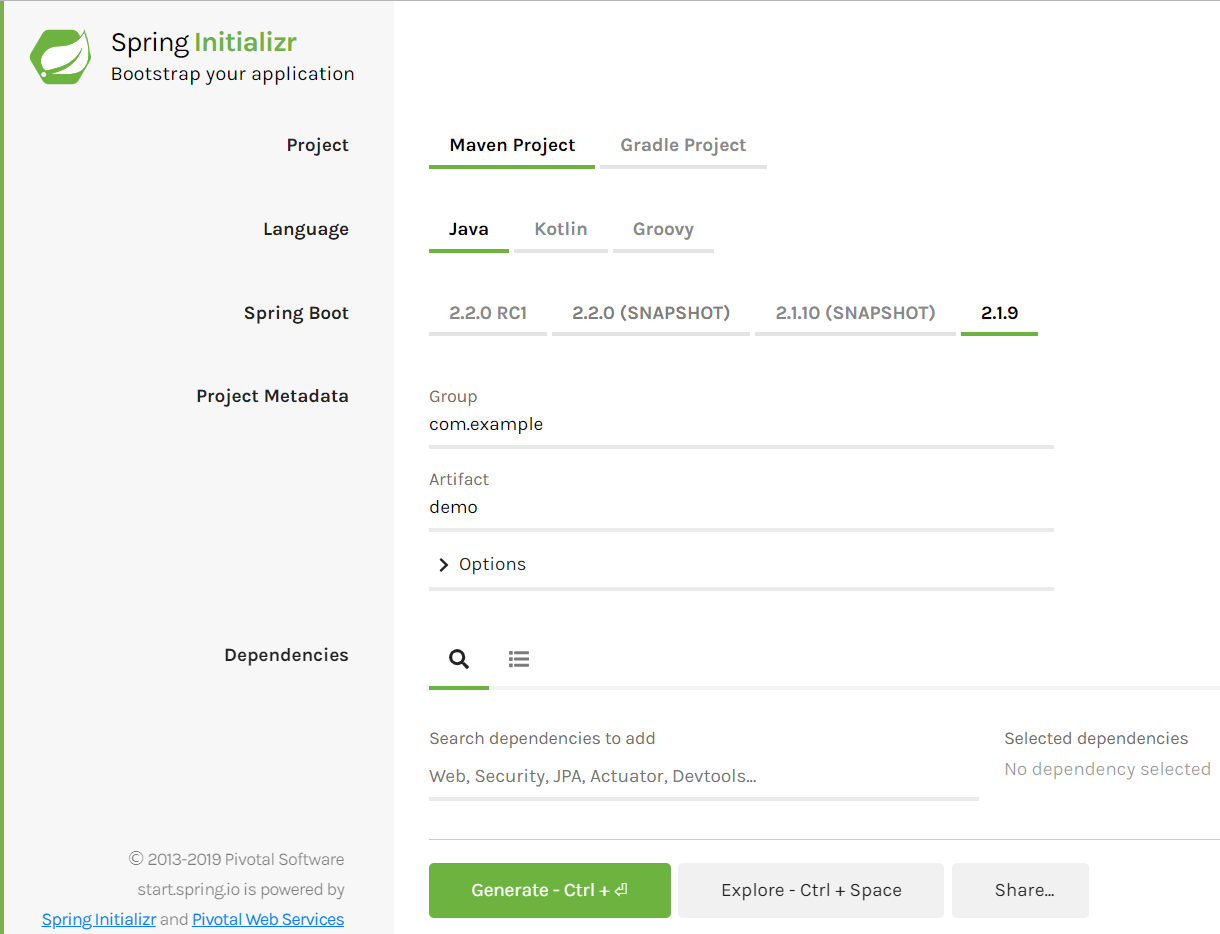 Spring Initializr
Bootstrap your application
Project
Maven Project Gradle Project
Language
Java Kotlin Groovy
Spring Boot
2.2.0 RC1 2.2.0 (SNAPSHOT) 2.1.10 (SNAPSHOT) 2.1.9
Project Metadata
Group
com.example
Artifact
demo
Options
Dependencies
Search dependencies to add
Web, Security, JPA, Actuator, Devtools...
Selected dependencies
No dependency selected
© 2013-2019 Pivotal Software
start.spring.io is powered by
Spring Initializr and Pivotal Web Services
Generate - Ctrl + ⏎ Explore - Ctrl + Space Share...